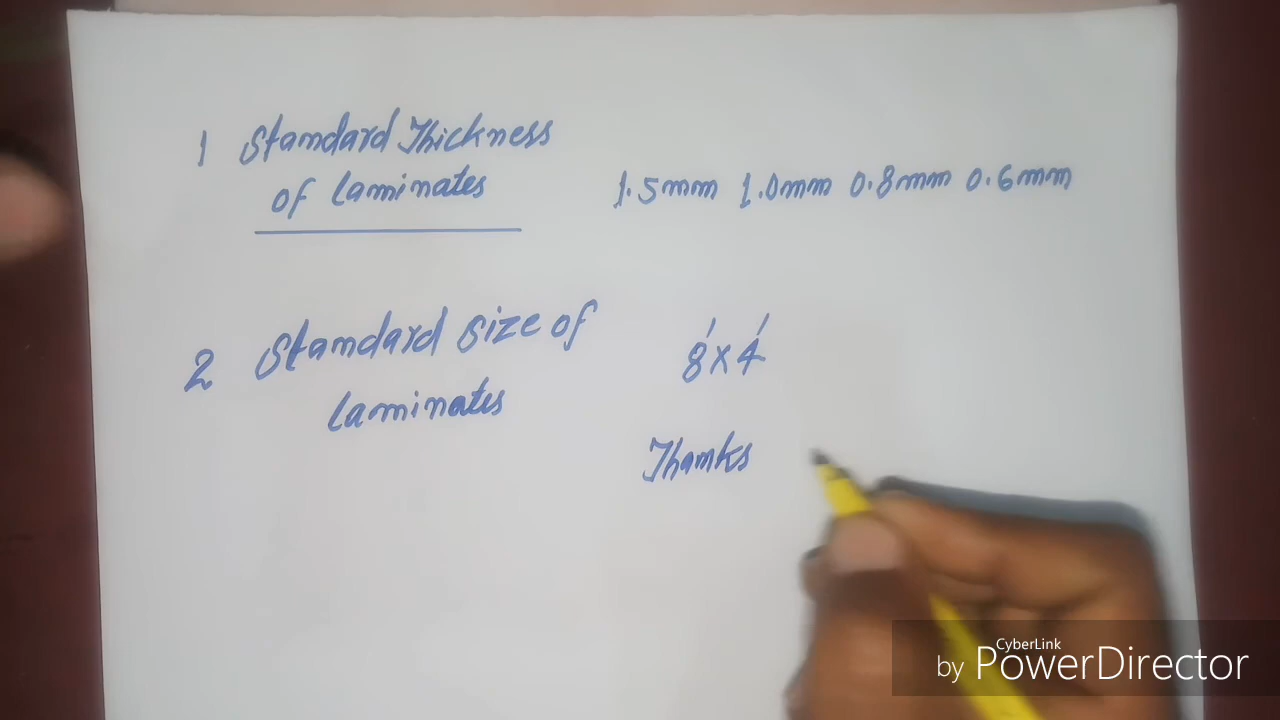 1 Standard Thickness
of Laminates
1.5mm 1.0mm 0.8mm 0.6mm
2 Standard Size of
Laminates
8' x 4'
Thanks
CyberLink
by PowerDirector